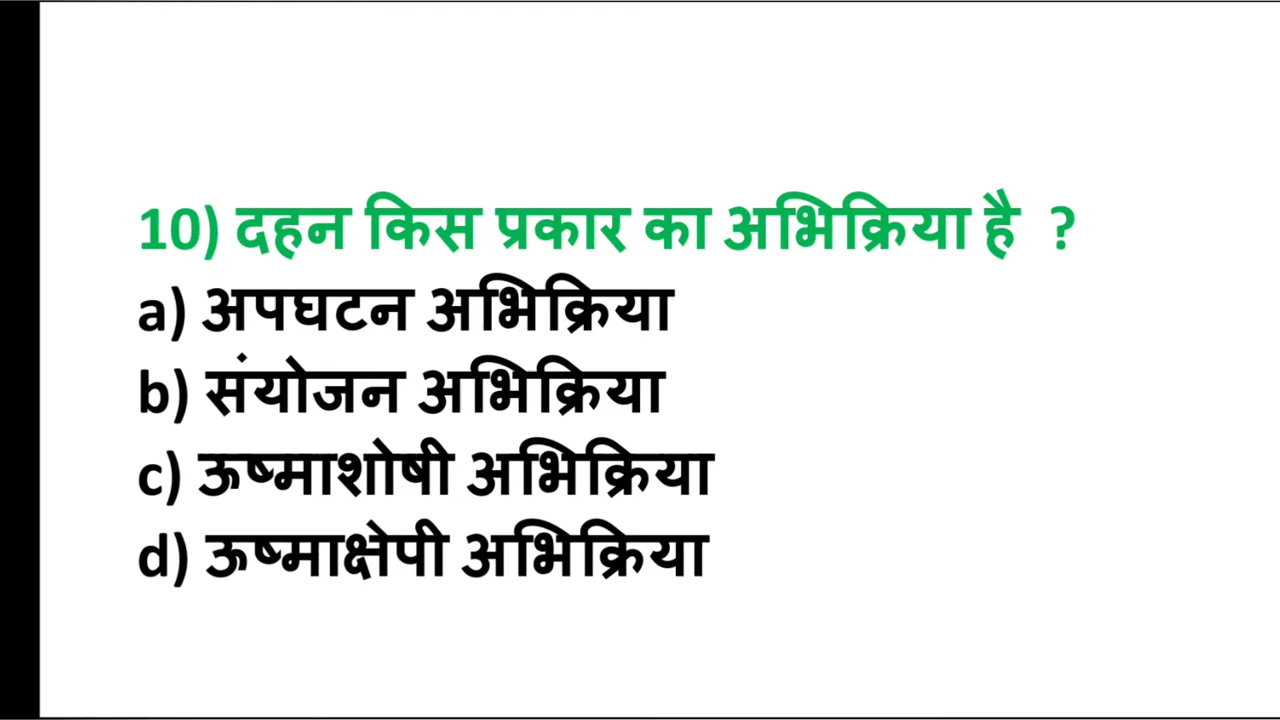 10) दहन किस प्रकार का अभिक्रिया है ?
a) अपघटन अभिक्रिया
b) संयोजन अभिक्रिया
c) ऊष्माशोषी अभिक्रिया
d) ऊष्माक्षेपी अभिक्रिया